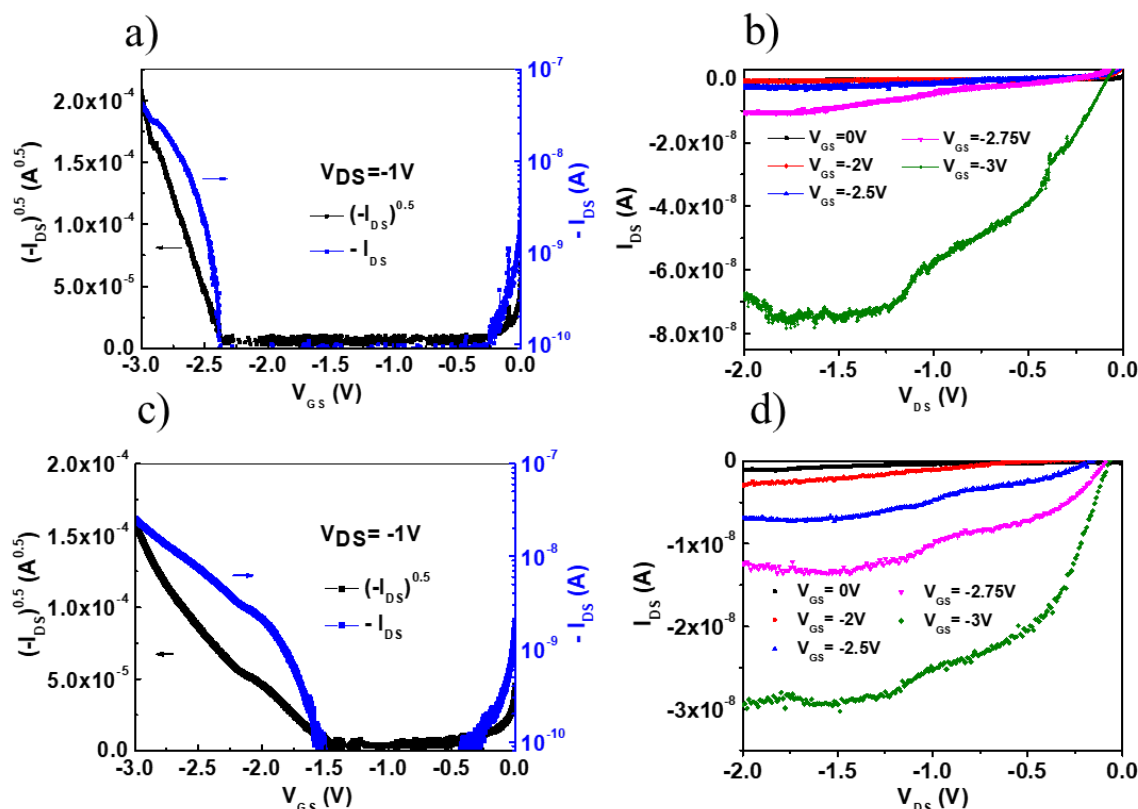 a)
(-I_DS)^0.5 (A^0.5)
2.0x10^-4
1.5x10^-4
1.0x10^-4
5.0x10^-5
0.0
V_DS=-1V
(-I_DS)^0.5
- I_DS
10^-7
10^-8
10^-9
10^-10
- I_DS (A)
-3.0 -2.5 -2.0 -1.5 -1.0 -0.5 0.0
V_GS (V)
b)
I_DS (A)
0.0
-2.0x10^-8
-4.0x10^-8
-6.0x10^-8
-8.0x10^-8
V_GS=0V
V_GS=-2V
V_GS=-2.5V
V_GS=-2.75V
V_GS=-3V
-2.0 -1.5 -1.0 -0.5 0.0
V_DS (V)
c)
(-I_DS)^0.5 (A^0.5)
2.0x10^-4
1.5x10^-4
1.0x10^-4
5.0x10^-5
0.0
V_DS= -1V
(-I_DS)^0.5
- I_DS
10^-7
10^-8
10^-9
10^-10
- I_DS (A)
-3.0 -2.5 -2.0 -1.5 -1.0 -0.5 0.0
V_GS (V)
d)
I_DS (A)
0
-1x10^-8
-2x10^-8
-3x10^-8
V_GS= 0V
V_GS= -2V
V_GS= -2.5V
V_GS= -2.75V
V_GS= -3V
-2.0 -1.5 -1.0 -0.5 0.0
V_DS (V)